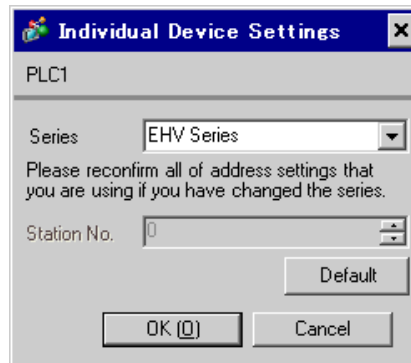 Individual Device Settings
PLC1
Series EHV Series
Please reconfirm all of address settings that
you are using if you have changed the series.
Station No. 0
Default
OK (O) Cancel